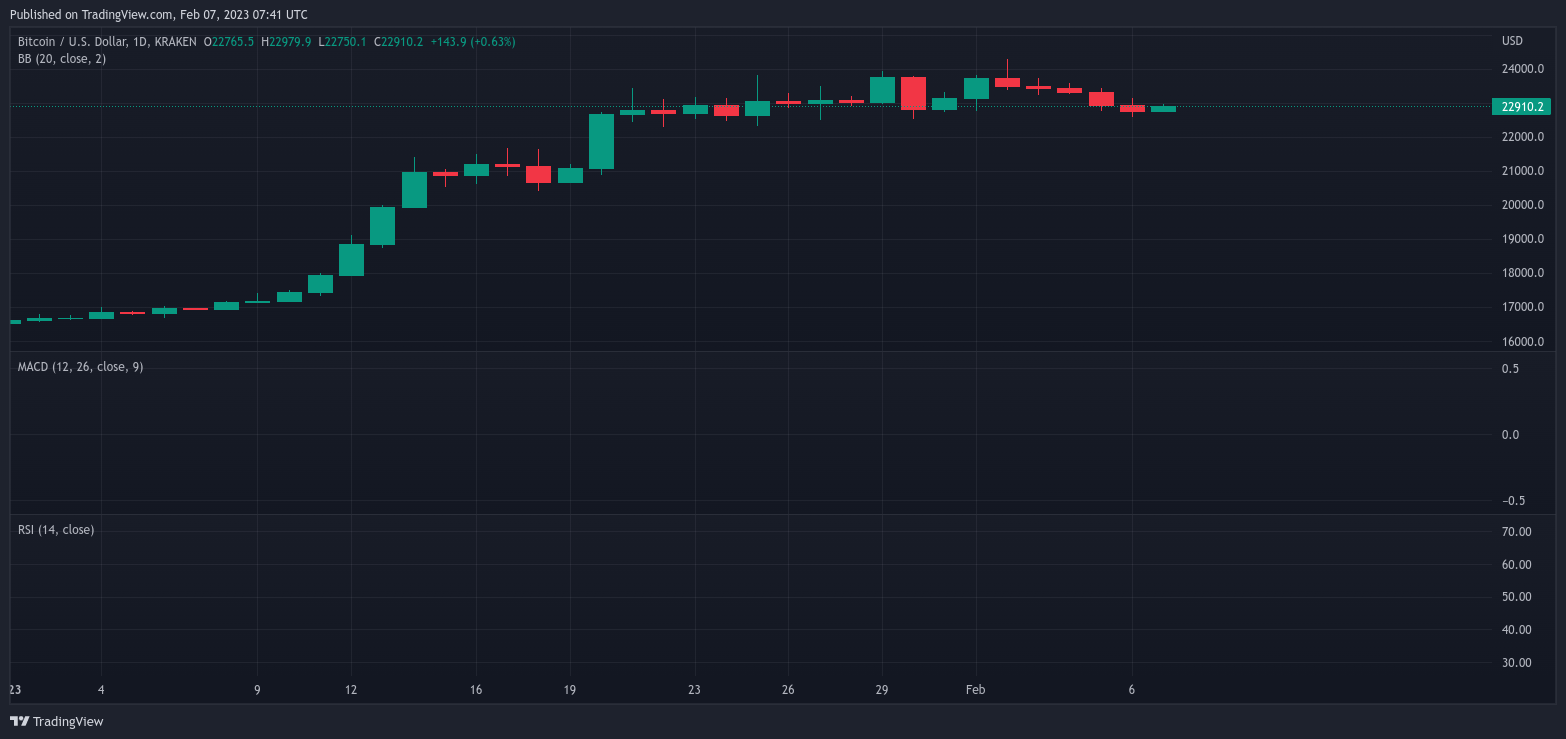 Published on TradingView.com, Feb 07, 2023 07:41 UTC
Bitcoin / U.S. Dollar, 1D, KRAKEN O22765.5 H22979.9 L22750.1 C22910.2 +143.9 (+0.63%)
USD
BB (20, close, 2)
24000.0
22910.2
22000.0
21000.0
20000.0
19000.0
18000.0
17000.0
16000.0
MACD (12, 26, close, 9)
0.5
0.0
−0.5
RSI (14, close)
70.00
60.00
50.00
40.00
30.00
23 4 9 12 16 19 23 26 29 Feb 6
TradingView